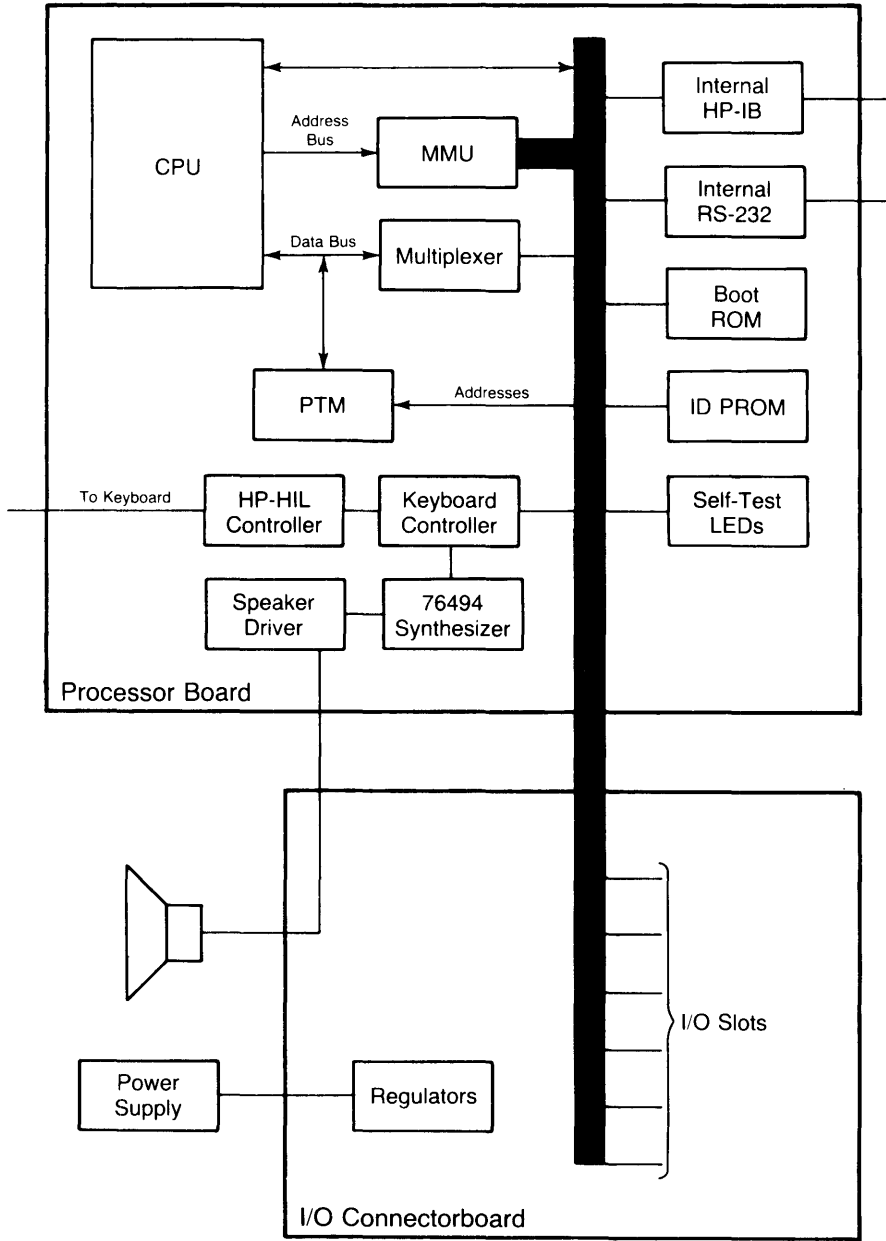 CPU
Address
Bus
MMU
Data Bus
Multiplexer
PTM
Addresses
Internal
HP-IB
Internal
RS-232
Boot
ROM
ID PROM
To Keyboard
HP-HIL
Controller
Keyboard
Controller
Self-Test
LEDs
Speaker
Driver
76494
Synthesizer
Processor Board
I/O Slots
Power
Supply
Regulators
I/O Connectorboard